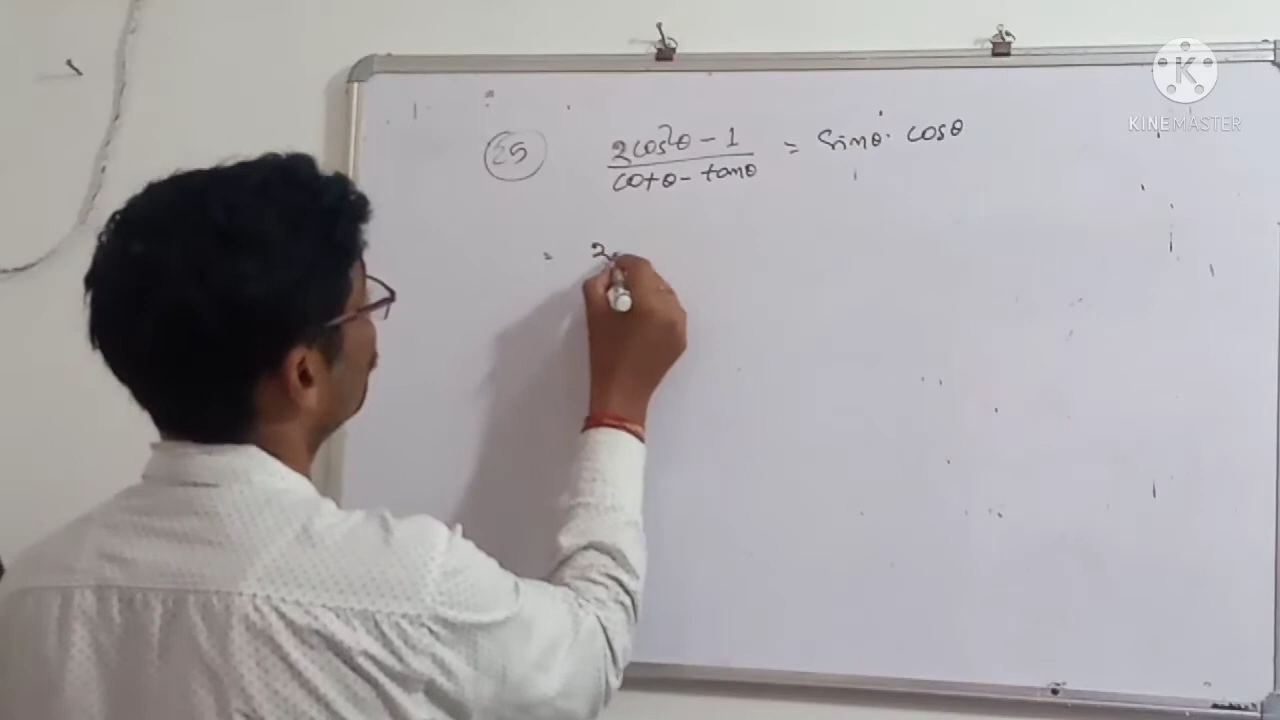 K
KINEMASTER
25 (2cos²θ - 1)/(cotθ - tanθ) = sinθ · cosθ
= 2